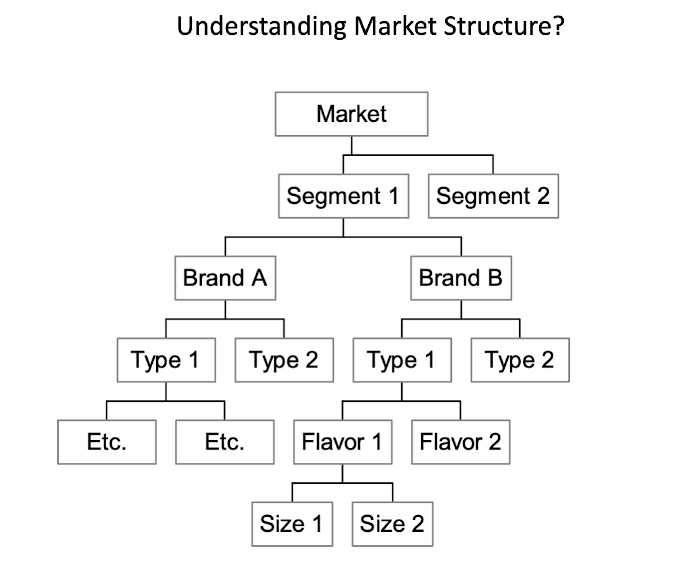 Understanding Market Structure?
Market
Segment 1
Segment 2
Brand A
Brand B
Type 1
Type 2
Type 1
Type 2
Etc.
Etc.
Flavor 1
Flavor 2
Size 1
Size 2